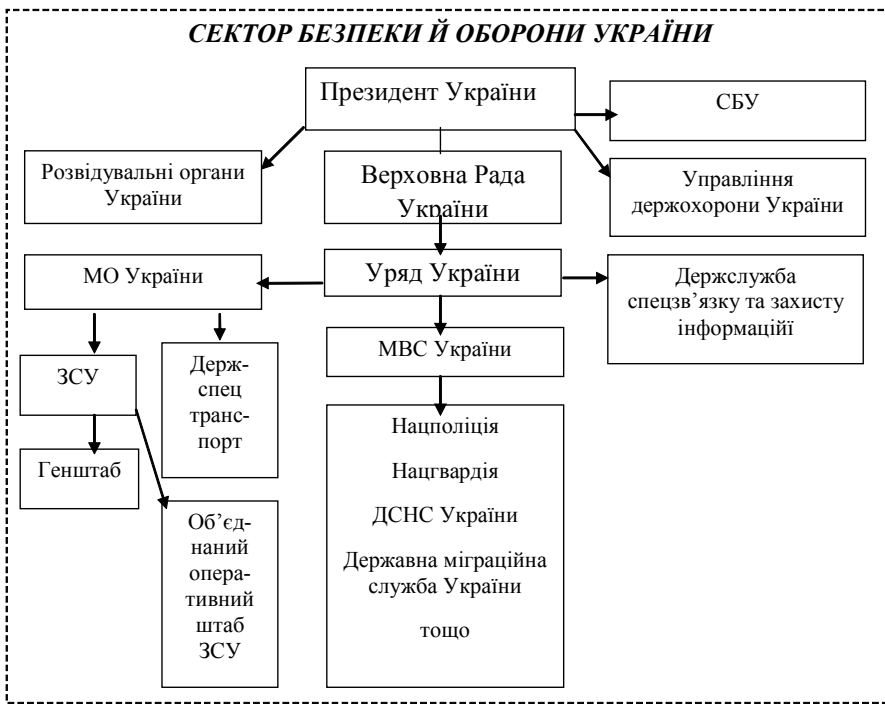 СЕКТОР БЕЗПЕКИ Й ОБОРОНИ УКРАЇНИ
Президент України
СБУ
Розвідувальні органи
України
Верховна Рада
України
Управління
держохорони України
МО України
Уряд України
Держслужба
спецзв’язку та захисту
інформаціїї
ЗСУ
Держ-
спец
транс-
порт
МВС України
Генштаб
Об’єд-
наний
опера-
тивний
штаб
ЗСУ
Нацполіція
Нацгвардія
ДСНС України
Державна міграційна
служба України
тощо